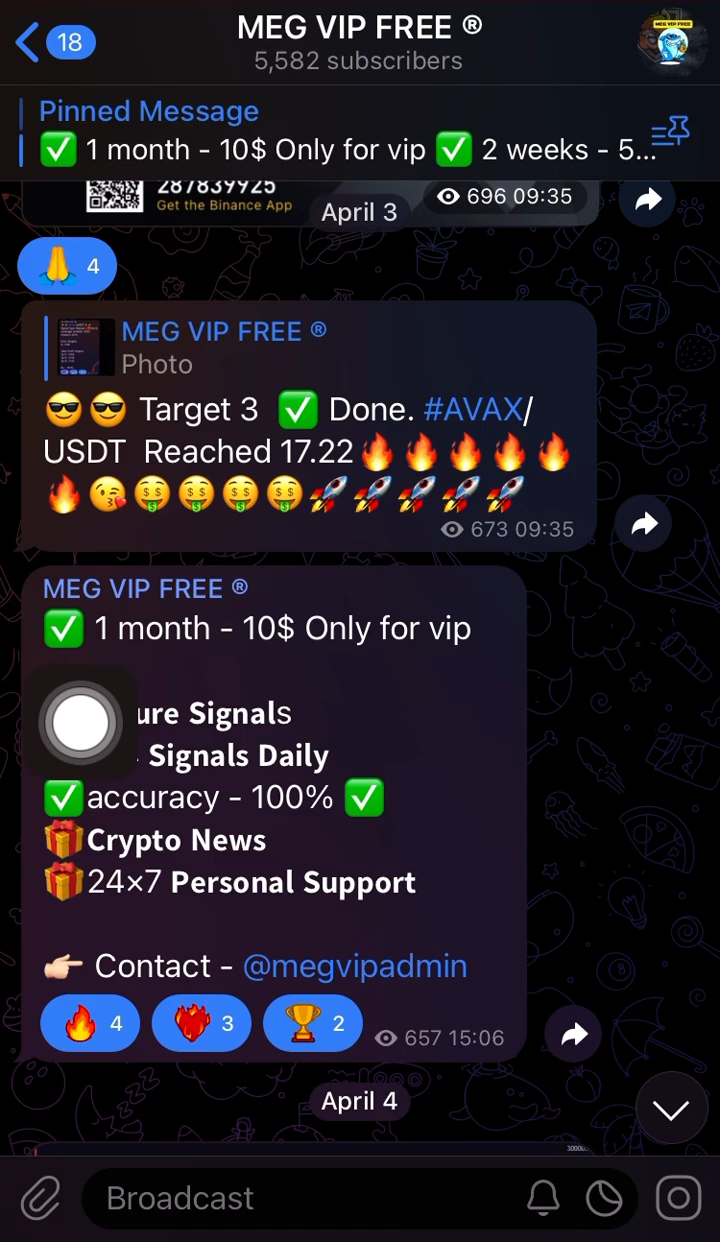 18
MEG VIP FREE ®
5,582 subscribers
Pinned Message
✅ 1 month - 10$ Only for vip ✅ 2 weeks - 5...
287839925
Get the Binance App
696 09:35
April 3
🙏 4
MEG VIP FREE ®
Photo
😎😎 Target 3 ✅ Done. #AVAX/
USDT Reached 17.22🔥🔥🔥🔥🔥
🔥😘🤑🤑🤑🤑🚀🚀🚀🚀🚀
673 09:35
MEG VIP FREE ®
✅ 1 month - 10$ Only for vip
ure Signals
Signals Daily
✅accuracy - 100% ✅
🎁Crypto News
🎁24×7 Personal Support
👉🏻 Contact - @megvipadmin
🔥 4 ❤️‍🔥 3 🏆 2 657 15:06
April 4
Broadcast